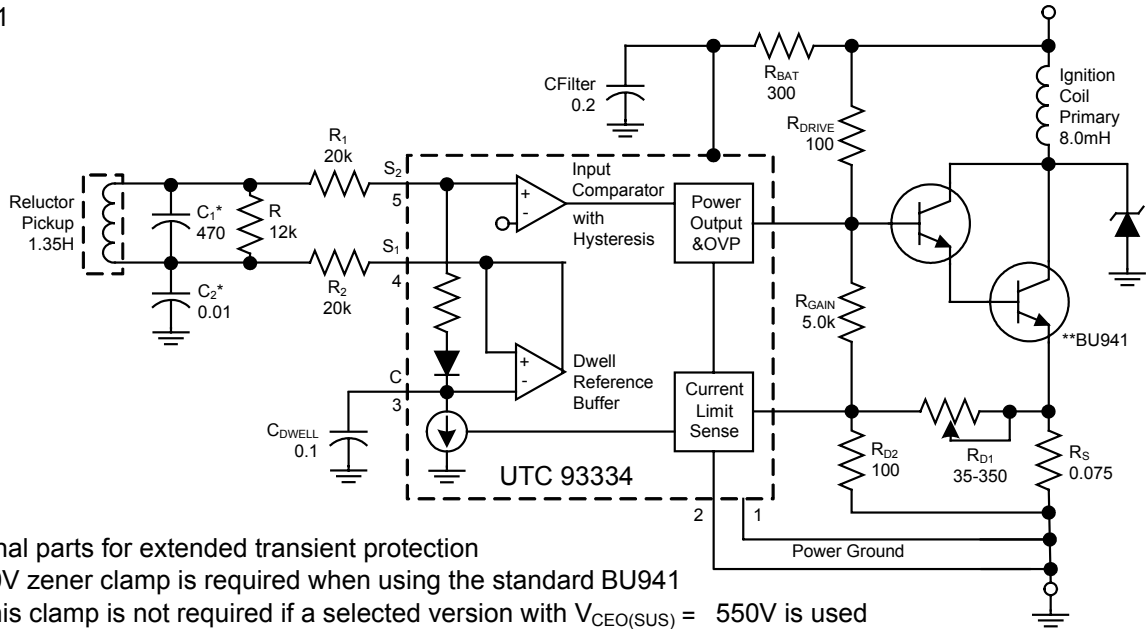 1
CFilter
0.2
RBAT
300
RDRIVE
100
Ignition
Coil
Primary
8.0mH
Reluctor
Pickup
1.35H
C1*
470
R
12k
R1
20k
S2
5
S1
4
R2
20k
C2*
0.01
+
-
Input
Comparator
with
Hysteresis
Power
Output
&OVP
RGAIN
5.0k
**BU941
+
-
Dwell
Reference
Buffer
C
3
CDWELL
0.1
Current
Limit
Sense
UTC 93334
RD2
100
RD1
35-350
RS
0.075
2
1
Power Ground
parts for extended transient protection
zener clamp is required when using the standard BU941
clamp is not required if a selected version with VCEO(SUS) = 550V is used